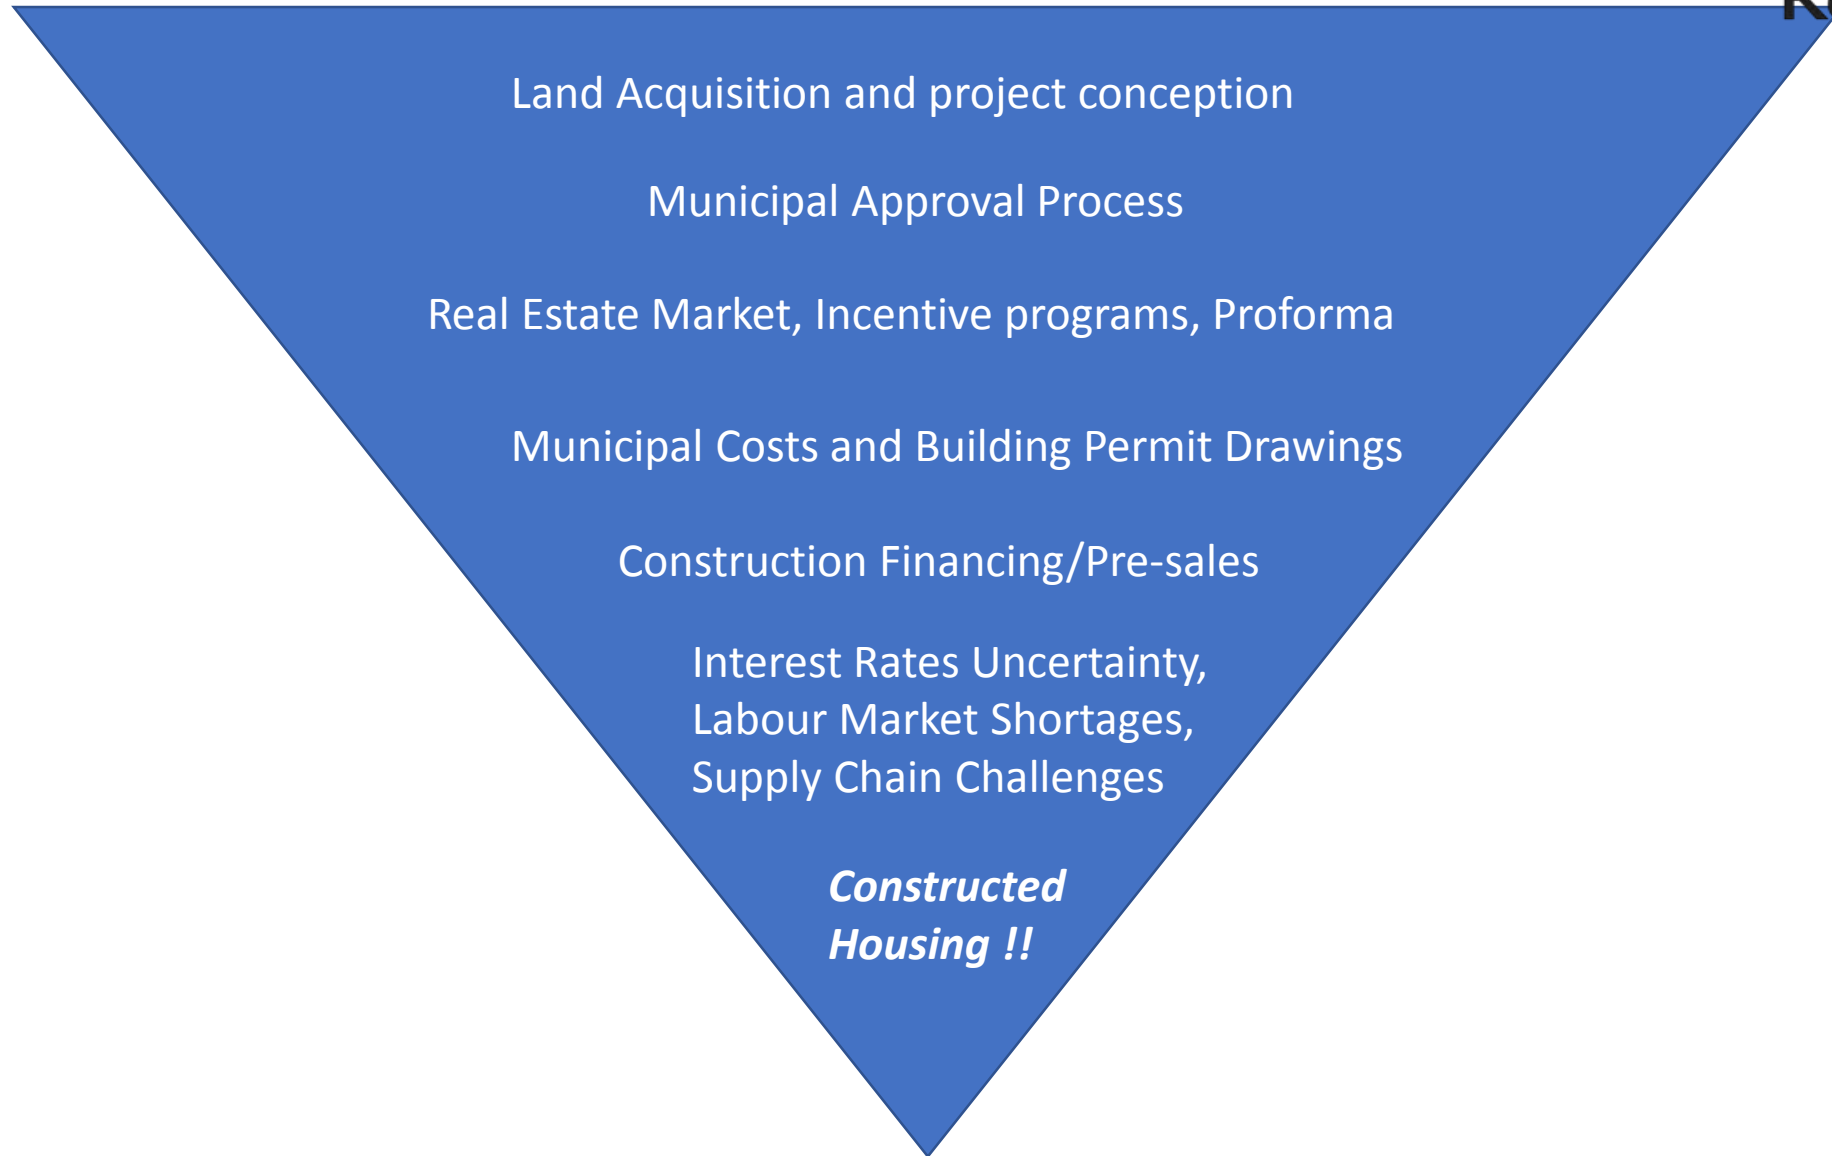 Land Acquisition and project conception
Municipal Approval Process
Real Estate Market, Incentive programs, Proforma
Municipal Costs and Building Permit Drawings
Construction Financing/Pre-sales
Interest Rates Uncertainty,
Labour Market Shortages,
Supply Chain Challenges
Constructed
Housing !!